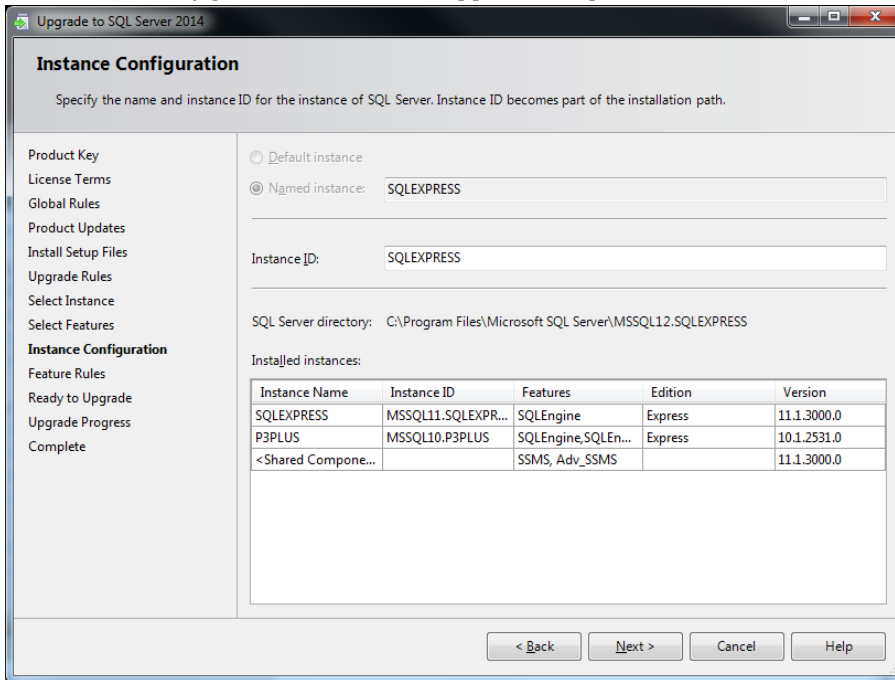 Upgrade to SQL Server 2014
Instance Configuration
Specify the name and instance ID for the instance of SQL Server. Instance ID becomes part of the installation path.
Product Key
License Terms
Global Rules
Product Updates
Install Setup Files
Upgrade Rules
Select Instance
Select Features
Instance Configuration
Feature Rules
Ready to Upgrade
Upgrade Progress
Complete
Default instance
Named instance: SQLEXPRESS
Instance ID: SQLEXPRESS
SQL Server directory: C:\Program Files\Microsoft SQL Server\MSSQL12.SQLEXPRESS
Installed instances:
Instance Name Instance ID Features Edition Version
SQLEXPRESS MSSQL11.SQLEXPR... SQLEngine Express 11.1.3000.0
P3PLUS MSSQL10.P3PLUS SQLEngine,SQLEn... Express 10.1.2531.0
<Shared Compone... SSMS, Adv_SSMS 11.1.3000.0
< Back Next > Cancel Help